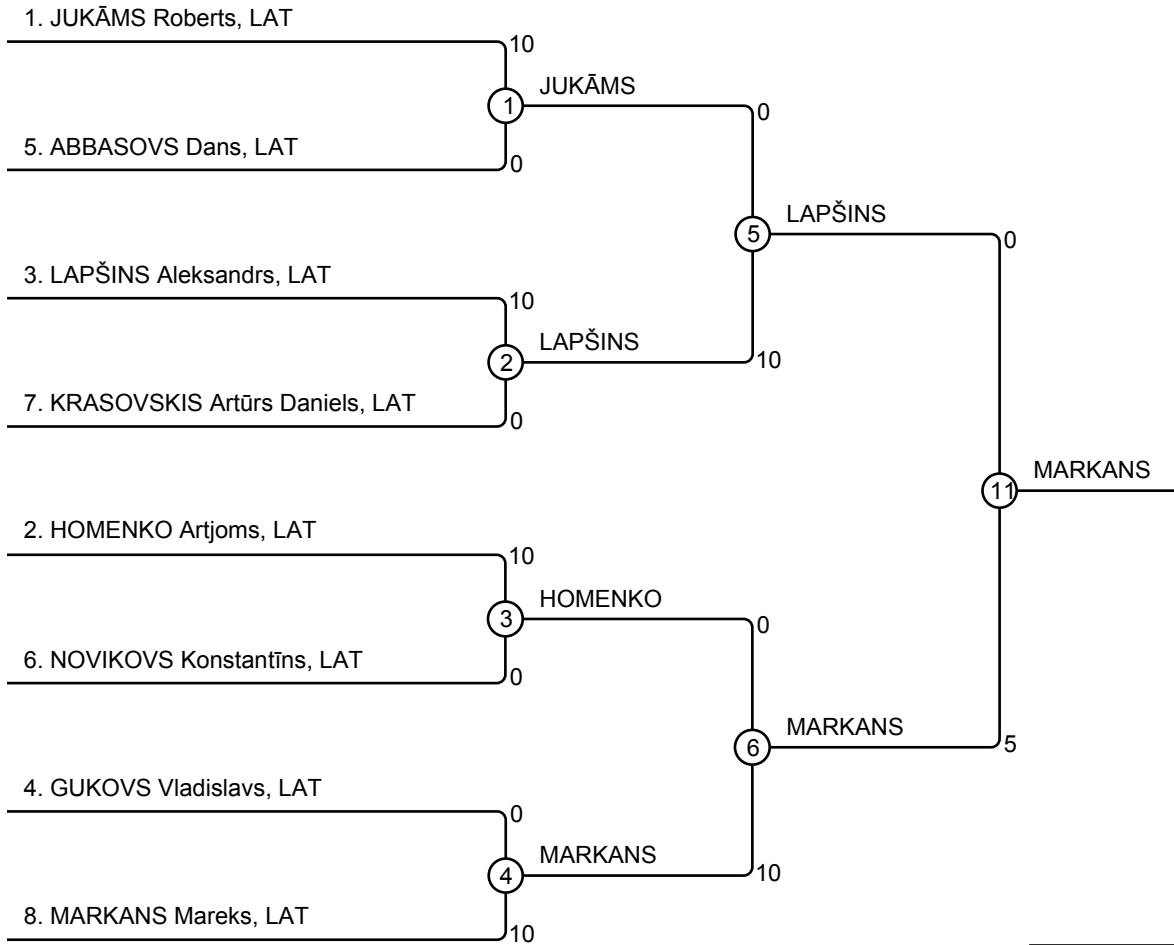 1. JUKĀMS Roberts, LAT
10
1
JUKĀMS
0
5. ABBASOVS Dans, LAT
0
5
LAPŠINS
0
3. LAPŠINS Aleksandrs, LAT
10
2
LAPŠINS
10
7. KRASOVSKIS Artūrs Daniels, LAT
0
11
MARKANS
2. HOMENKO Artjoms, LAT
10
3
HOMENKO
0
6. NOVIKOVS Konstantīns, LAT
0
6
MARKANS
5
4. GUKOVS Vladislavs, LAT
0
4
MARKANS
10
8. MARKANS Mareks, LAT
10